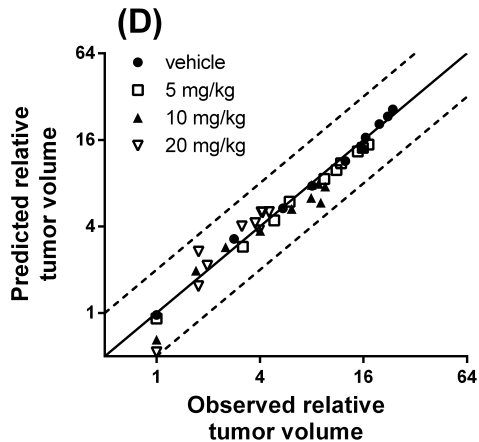 (D)
64
16
4
1
Predicted relative
tumor volume
vehicle
5 mg/kg
10 mg/kg
20 mg/kg
1
4
16
64
Observed relative
tumor volume